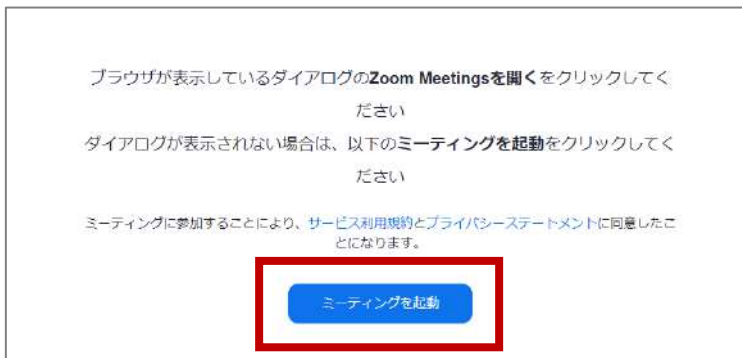 ブラウザが表示しているダイアログのZoom Meetingsを開くをクリックしてく
ださい
ダイアログが表示されない場合は、以下のミーティングを起動をクリックしてく
ださい
ミーティングに参加することにより、サービス利用規約とプライバシーステートメントに同意したこ
とになります。
ミーティングを起動